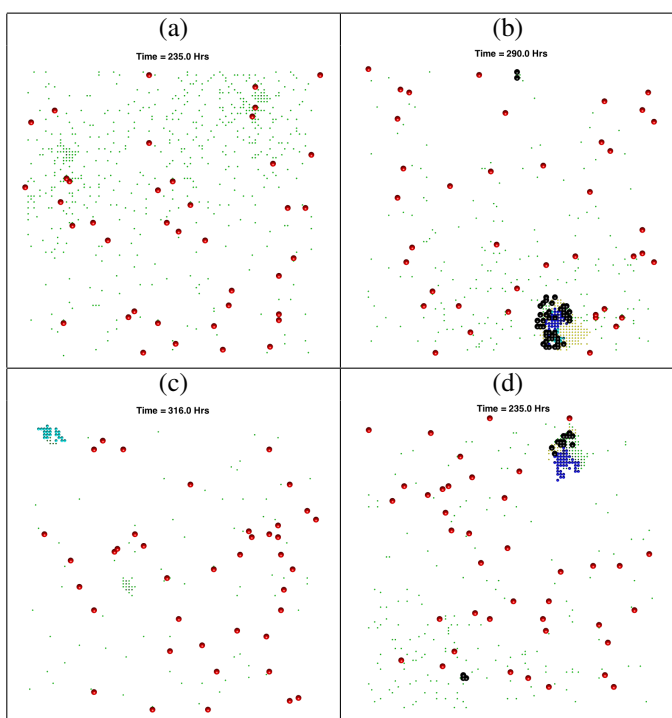 (a)
Time = 235.0 Hrs
(b)
Time = 290.0 Hrs
(c)
Time = 316.0 Hrs
(d)
Time = 235.0 Hrs